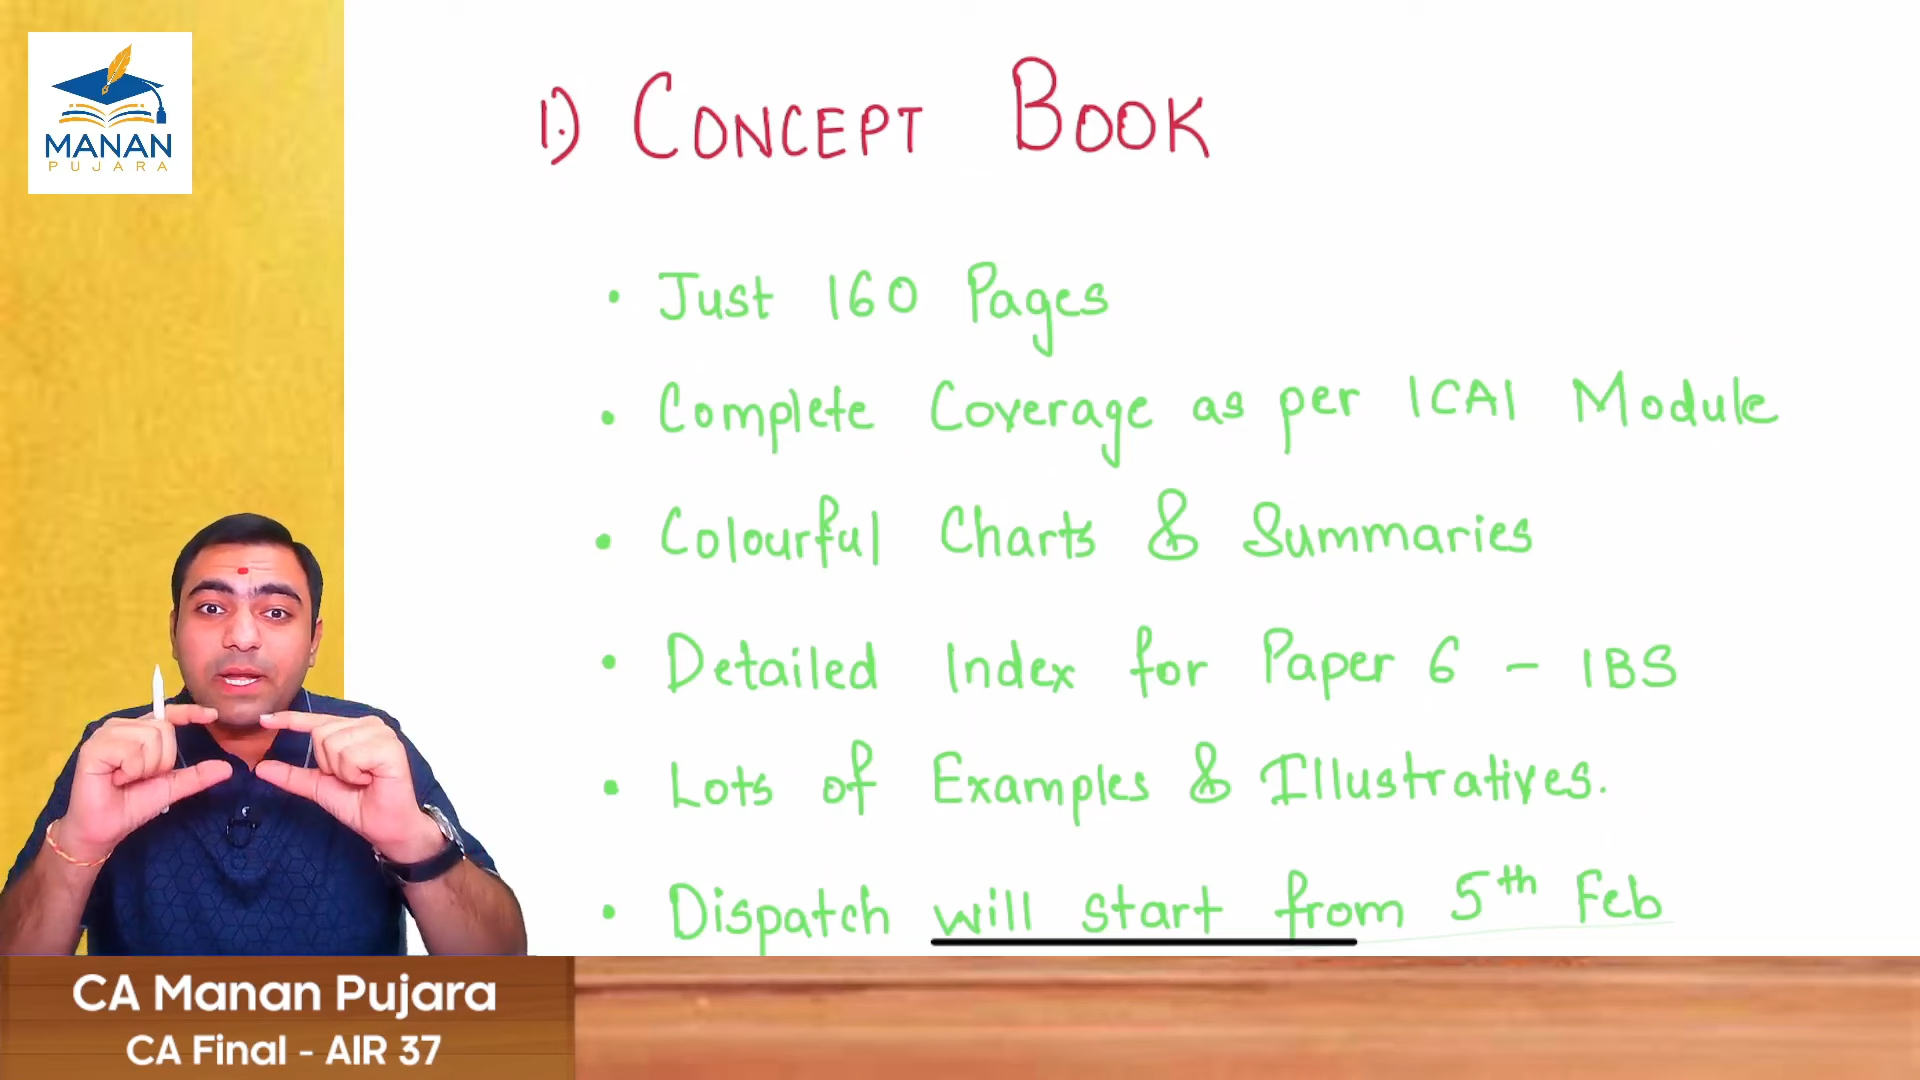 MANAN
PUJARA
1.) CONCEPT BOOK
• Just 160 Pages
• Complete Coverage as per ICAI Module
• Colourful Charts & Summaries
• Detailed Index for Paper 6 - IBS
• Lots of Examples & Illustratives.
• Dispatch will start from 5th Feb
CA Manan Pujara
CA Final - AIR 37